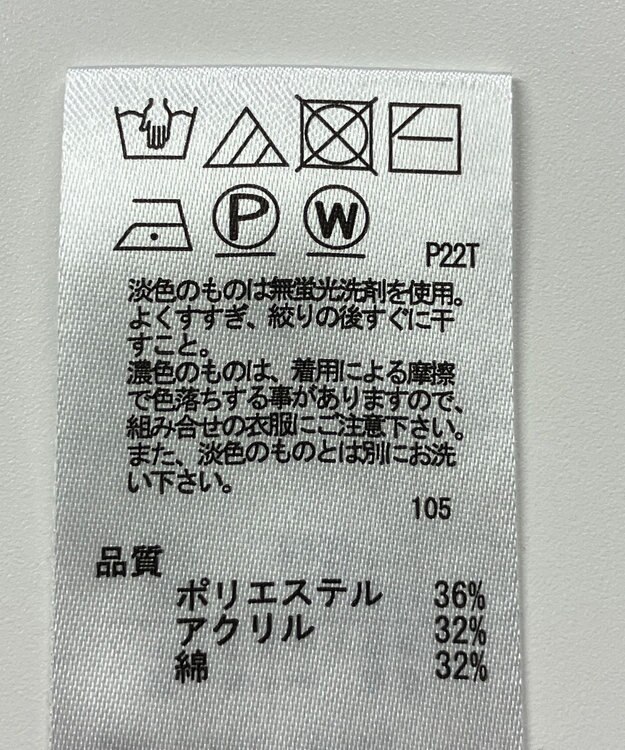 P W
P22T
淡色のものは無蛍光洗剤を使用。
よくすすぎ、絞りの後すぐに干
すこと。
濃色のものは、着用による摩擦
で色落ちする事がありますので、
組み合せの衣服にご注意下さい。
また、淡色のものとは別にお洗
い下さい。
105
品質
ポリエステル 36%
アクリル 32%
綿 32%